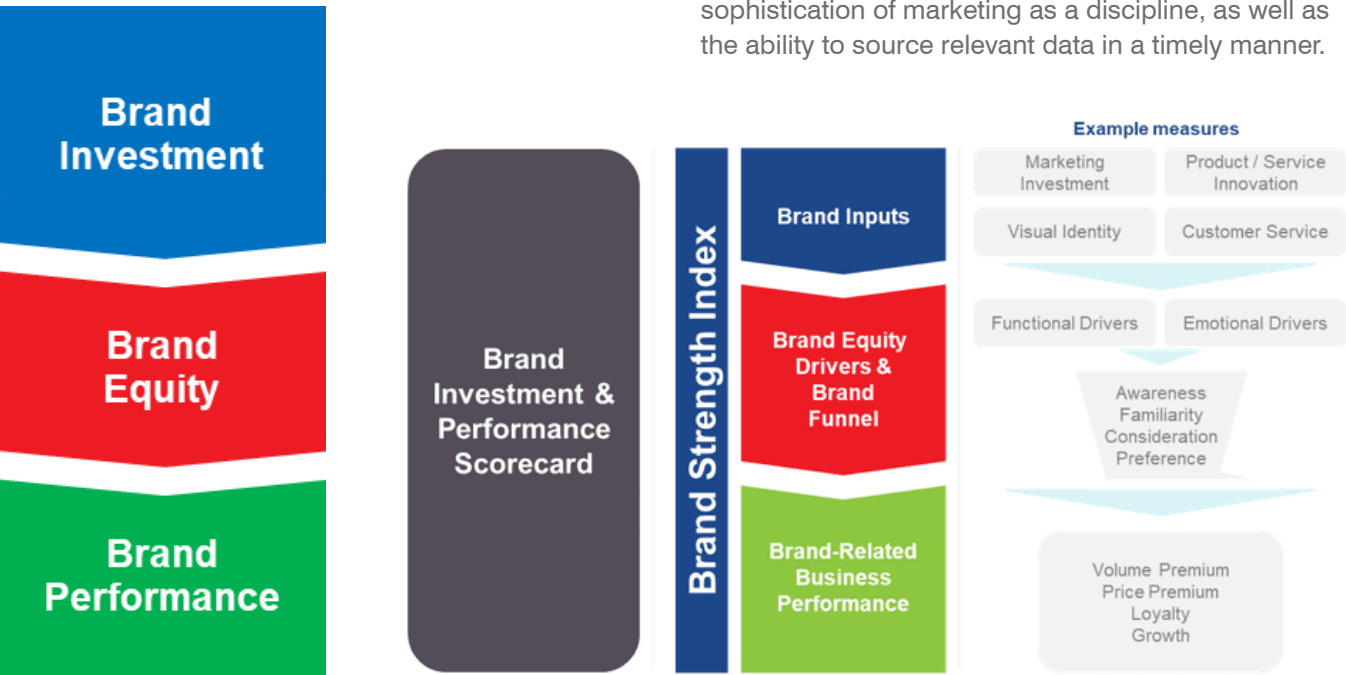 sophistication of marketing as a discipline, as well as
the ability to source relevant data in a timely manner.
Brand
Investment
Brand
Equity
Brand
Performance
Brand
Investment &
Performance
Scorecard
Brand Strength Index
Brand Inputs
Brand Equity
Drivers &
Brand
Funnel
Brand-Related
Business
Performance
Example measures
Marketing
Investment
Product / Service
Innovation
Visual Identity
Customer Service
Functional Drivers
Emotional Drivers
Awareness
Familiarity
Consideration
Preference
Volume Premium
Price Premium
Loyalty
Growth